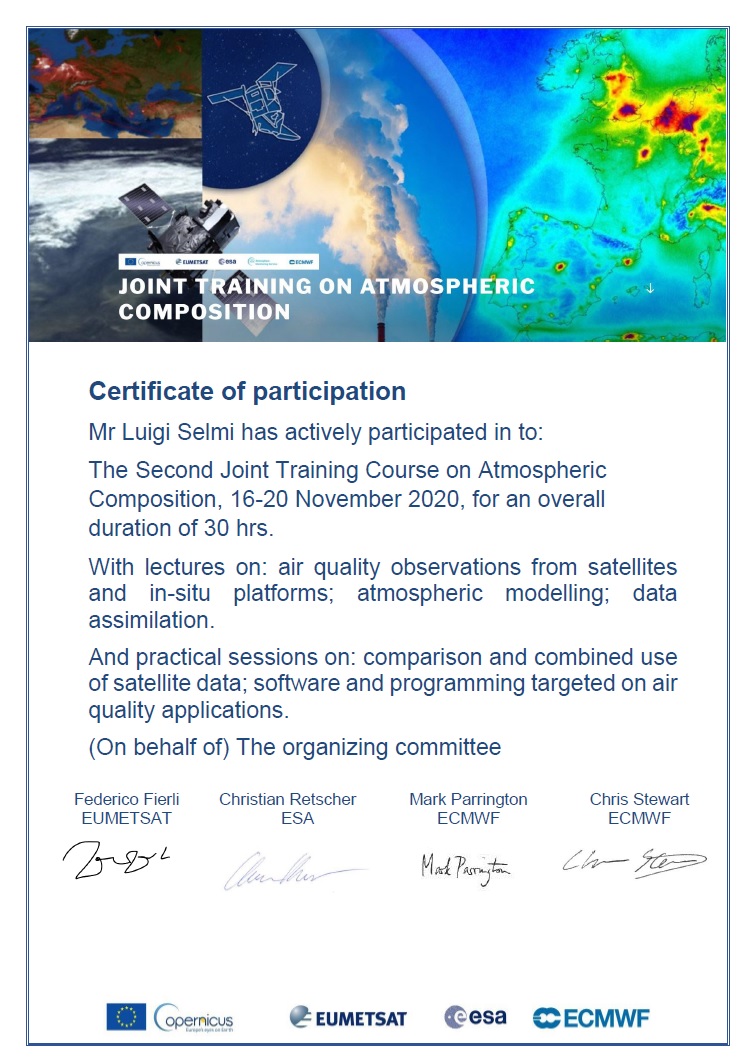 Copernicus EUMETSAT esa ECMWF
JOINT TRAINING ON ATMOSPHERIC
COMPOSITION
Certificate of participation
Mr Luigi Selmi has actively participated in to:
The Second Joint Training Course on Atmospheric
Composition, 16-20 November 2020, for an overall
duration of 30 hrs.
With lectures on: air quality observations from satellites
and in-situ platforms; atmospheric modelling; data
assimilation.
And practical sessions on: comparison and combined use
of satellite data; software and programming targeted on air
quality applications.
(On behalf of) The organizing committee
Federico Fierli Christian Retscher Mark Parrington Chris Stewart
EUMETSAT ESA ECMWF ECMWF
Mark Parrington
Copernicus EUMETSAT esa ECMWF
Europe's eyes on Earth